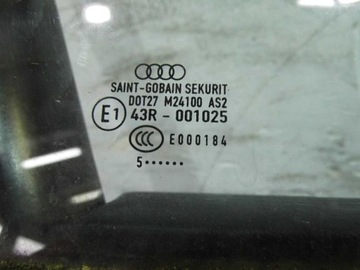 SAINT-GOBAIN SEKURIT
DOT27 M24100 AS2
E1 43R - 001025
CCC E000184
5••••••